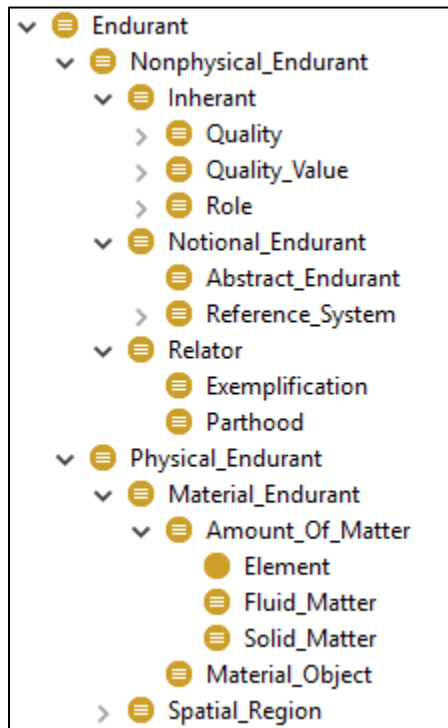 Endurant
Nonphysical_Endurant
Inherant
Quality
Quality_Value
Role
Notional_Endurant
Abstract_Endurant
Reference_System
Relator
Exemplification
Parthood
Physical_Endurant
Material_Endurant
Amount_Of_Matter
Element
Fluid_Matter
Solid_Matter
Material_Object
Spatial_Region